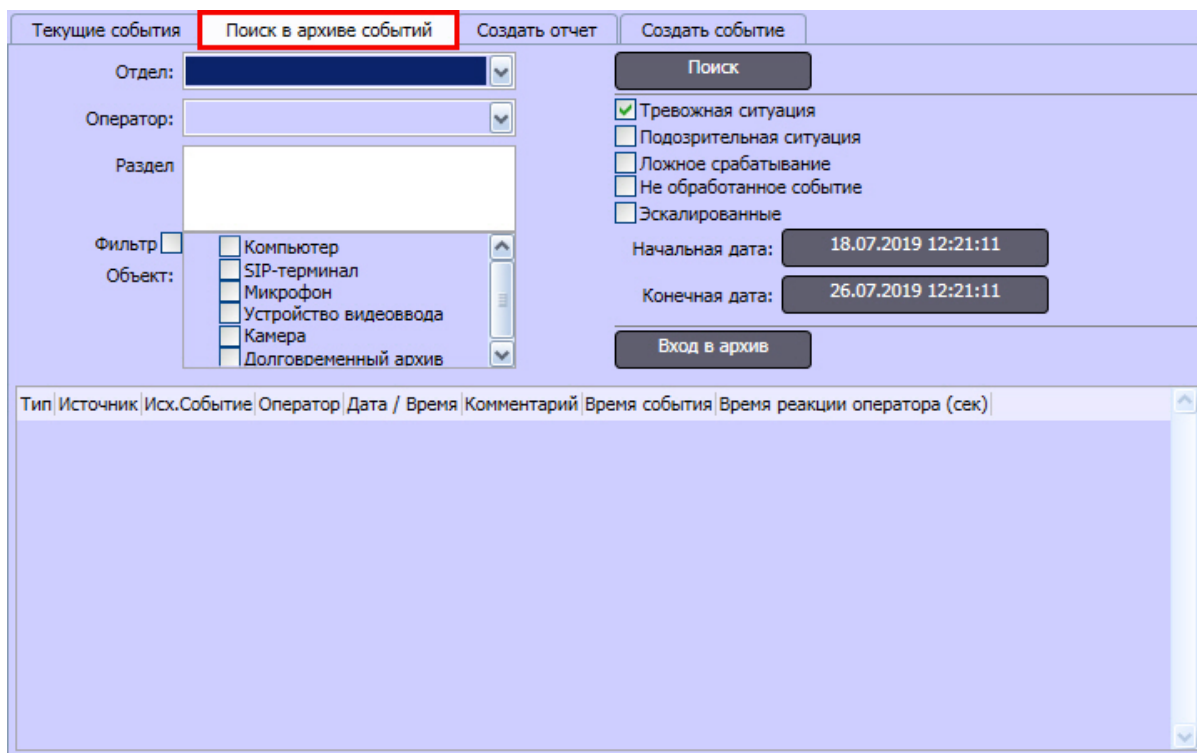 Текущие события Поиск в архиве событий Создать отчет Создать событие
Отдел:
Оператор:
Раздел
Фильтр
Объект:
Компьютер
SIP-терминал
Микрофон
Устройство видеоввода
Камера
Долговременный архив
Поиск
Тревожная ситуация
Подозрительная ситуация
Ложное срабатывание
Не обработанное событие
Эскалированные
Начальная дата: 18.07.2019 12:21:11
Конечная дата: 26.07.2019 12:21:11
Вход в архив
Тип Источник Исх.Событие Оператор Дата / Время Комментарий Время события Время реакции оператора (сек)